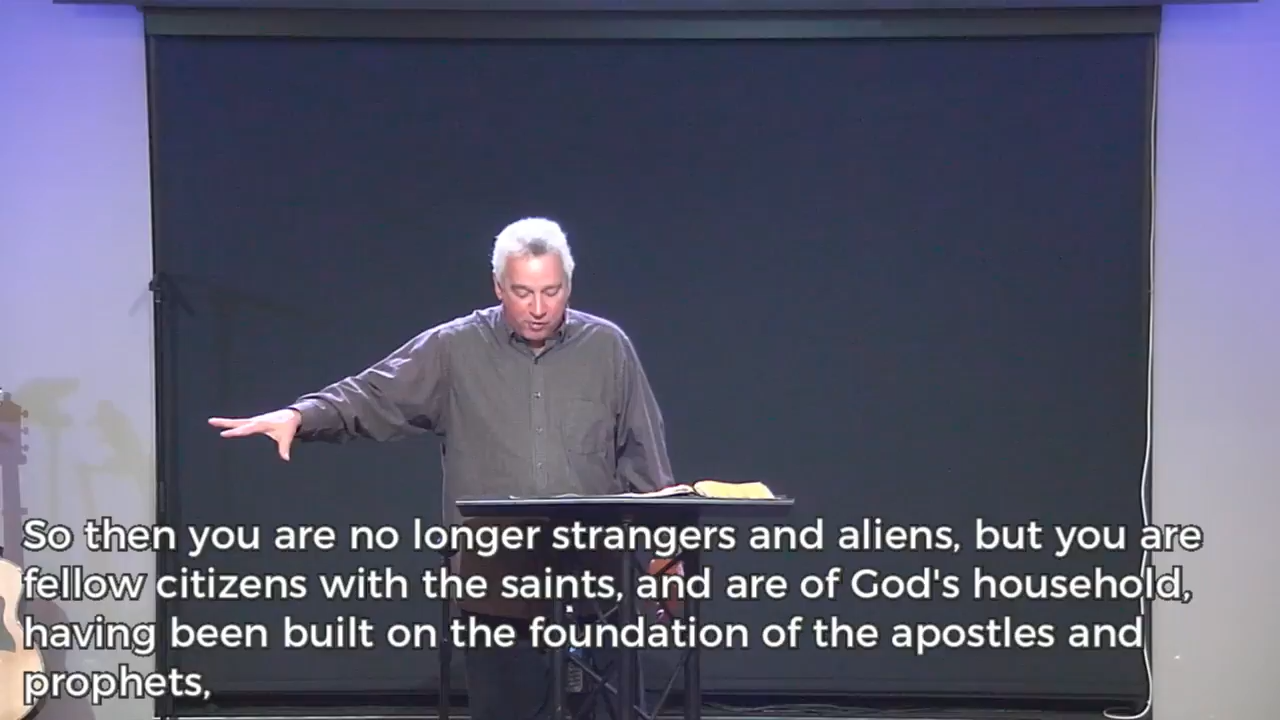 So then you are no longer strangers and aliens, but you are
fellow citizens with the saints, and are of God's household,
having been built on the foundation of the apostles and
prophets,